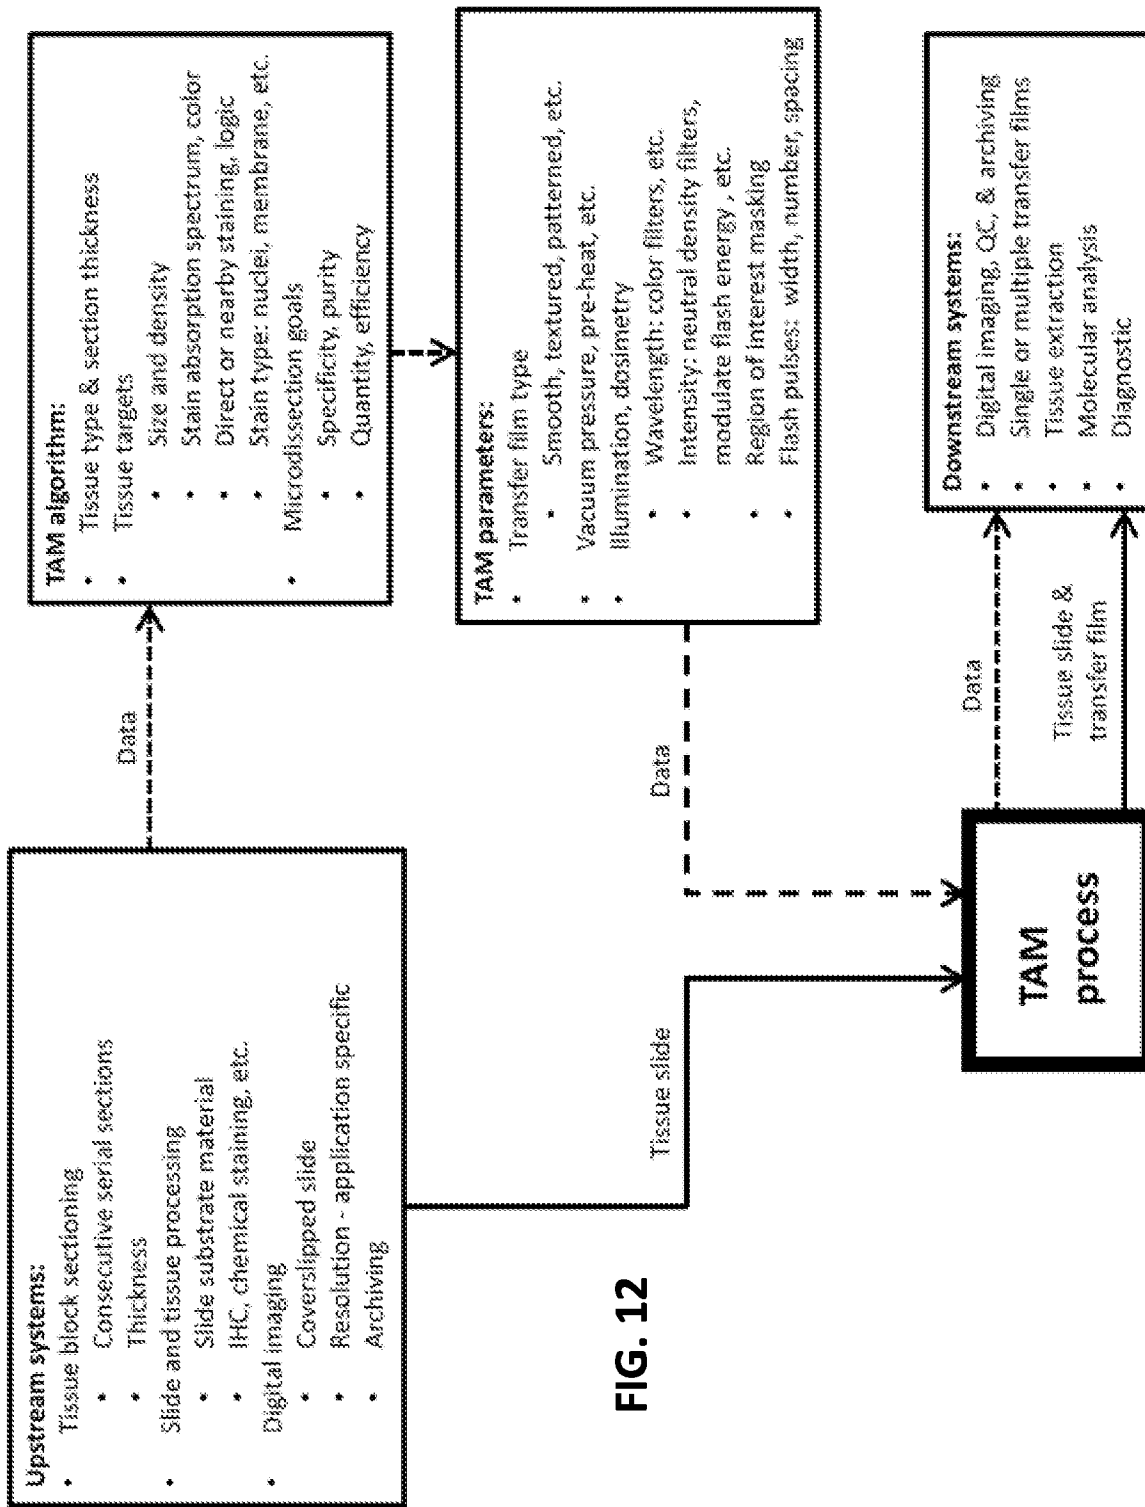 Upstream systems:
• Tissue block sectioning
• Consecutive serial sections
• Thickness
• Slide and tissue processing
• Slide substrate material
• IHC, chemical staining, etc.
• Digital imaging
• Coverslipped slide
• Resolution - application specific
• Archiving
Data
TAM algorithm:
• Tissue type & section thickness
• Tissue targets
• Size and density
• Stain absorption spectrum, color
• Direct or nearby staining, logic
• Stain type: nuclei, membrane, etc.
• Microdissection goals
• Specificity, purity
• Quantity, efficiency
TAM parameters:
• Transfer film type
• Smooth, textured, patterned, etc.
• Vacuum pressure, pre-heat, etc.
• Illumination, dosimetry
• Wavelength: color filters, etc.
• Intensity: neutral density filters,
modulate flash energy , etc.
• Region of interest masking
• Flash pulses: width, number, spacing
Data
Tissue slide
TAM
process
Data
Tissue slide &
transfer film
Downstream systems:
• Digital imaging, QC, & archiving
• Single or multiple transfer films
• Tissue extraction
• Molecular analysis
• Diagnostic
FIG. 12